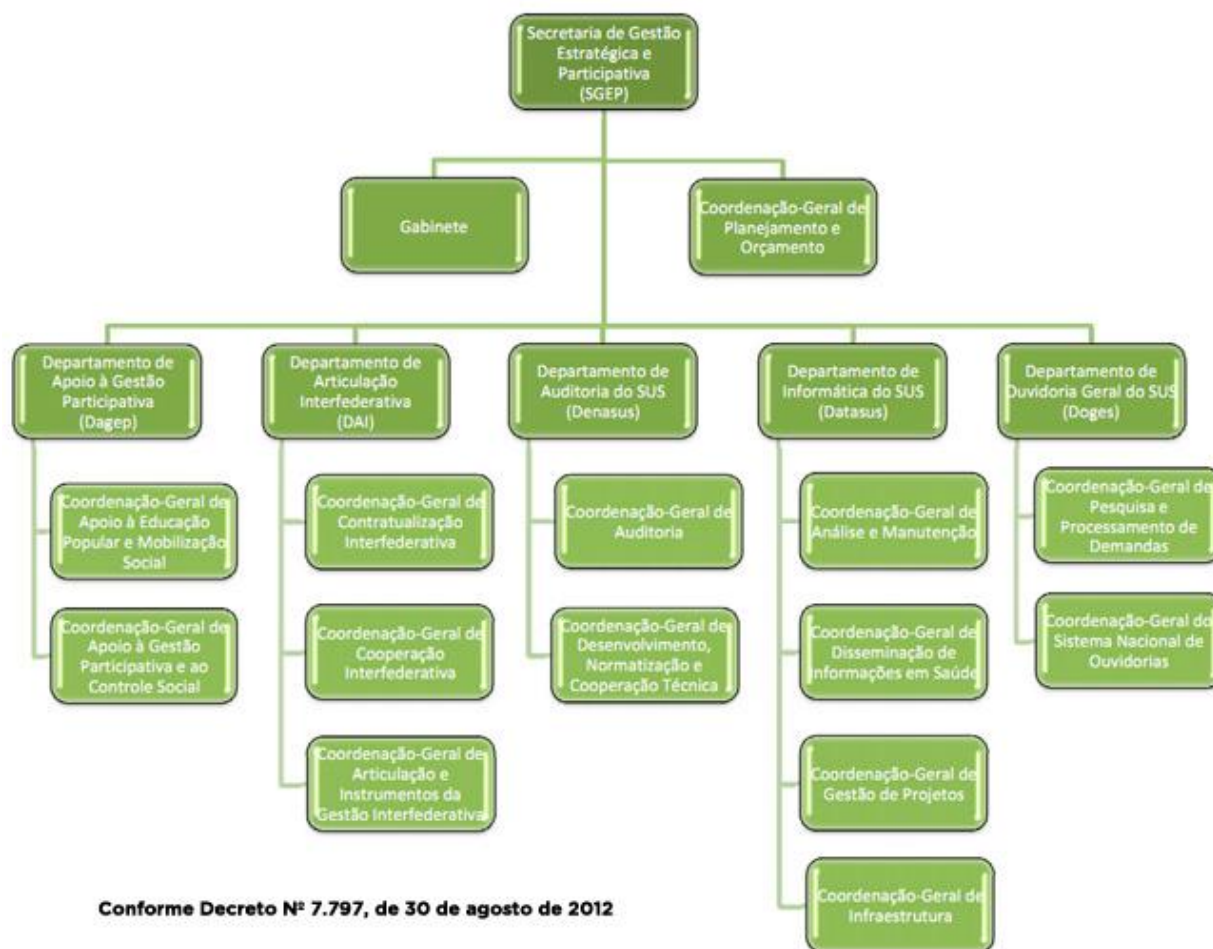 Secretaria de Gestão
Estratégica e
Participativa
(SGEP)
Gabinete
Coordenação-Geral de
Planejamento e
Orçamento
Departamento de
Apoio à Gestão
Participativa
(Dagep)
Coordenação-Geral de
Apoio à Educação
Popular e Mobilização
Social
Coordenação-Geral de
Apoio à Gestão
Participativa e ao
Controle Social
Departamento de
Articulação
Interfederativa
(DAI)
Coordenação-Geral de
Contratualização
Interfederativa
Coordenação-Geral de
Cooperação
Interfederativa
Coordenação-Geral de
Articulação e
Instrumentos da
Gestão Interfederativa
Departamento de
Auditoria do SUS
(Denasus)
Coordenação-Geral de
Auditoria
Coordenação-Geral de
Desenvolvimento,
Normatização e
Cooperação Técnica
Departamento de
Informática do SUS
(Datasus)
Coordenação-Geral de
Análise e Manutenção
Coordenação-Geral de
Disseminação de
Informações em Saúde
Coordenação-Geral de
Gestão de Projetos
Coordenação-Geral de
Infraestrutura
Departamento de
Ouvidoria Geral do SUS
(Doges)
Coordenação-Geral de
Pesquisa e
Processamento de
Demandas
Coordenação-Geral do
Sistema Nacional de
Ouvidorias
Conforme Decreto Nº 7.797, de 30 de agosto de 2012